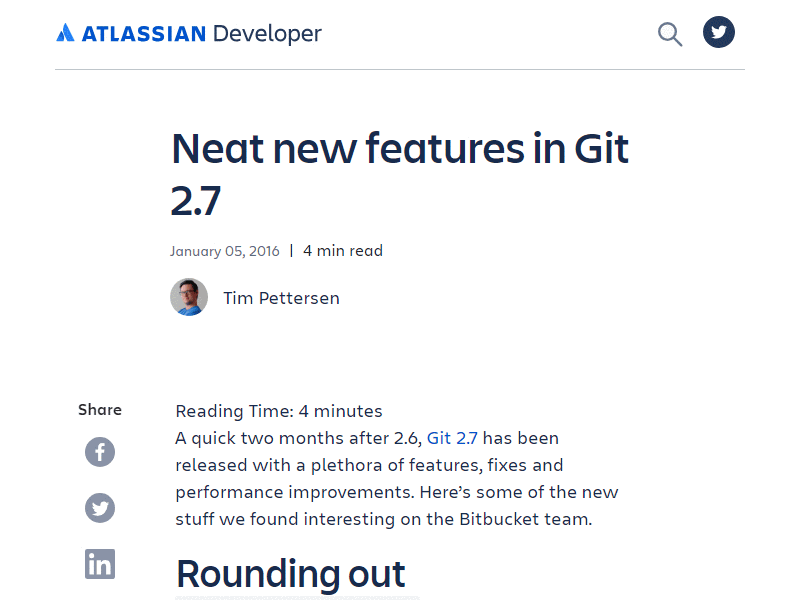 ATLASSIAN Developer
Neat new features in Git
2.7
January 05, 2016 | 4 min read
Tim Pettersen
Share
Reading Time: 4 minutes
A quick two months after 2.6, Git 2.7 has been
released with a plethora of features, fixes and
performance improvements. Here’s some of the new
stuff we found interesting on the Bitbucket team.
Rounding out